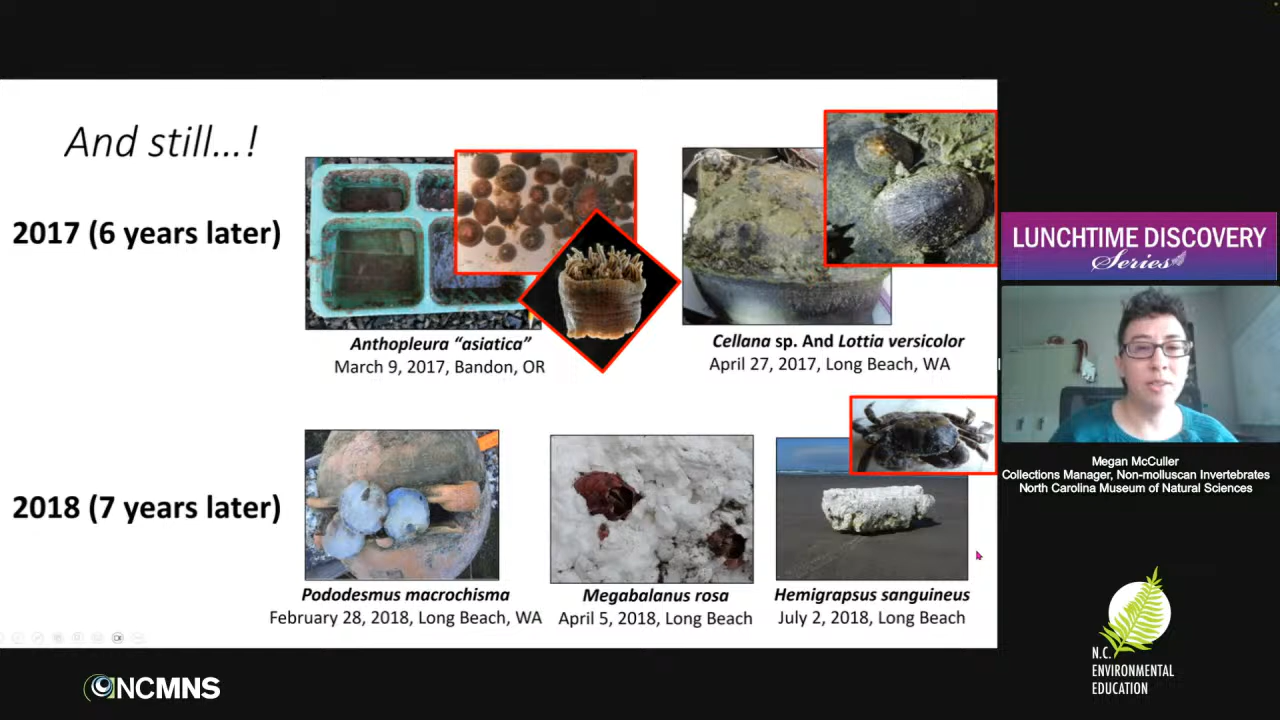 And still...!
2017 (6 years later)
Anthopleura “asiatica”
March 9, 2017, Bandon, OR
Cellana sp. And Lottia versicolor
April 27, 2017, Long Beach, WA
2018 (7 years later)
Pododesmus macrochisma
February 28, 2018, Long Beach, WA
Megabalanus rosa
April 5, 2018, Long Beach
Hemigrapsus sanguineus
July 2, 2018, Long Beach
LUNCHTIME DISCOVERY
Series
Megan McCuller
Collections Manager, Non-molluscan Invertebrates
North Carolina Museum of Natural Sciences
NCMNS
N.C.
ENVIRONMENTAL
EDUCATION